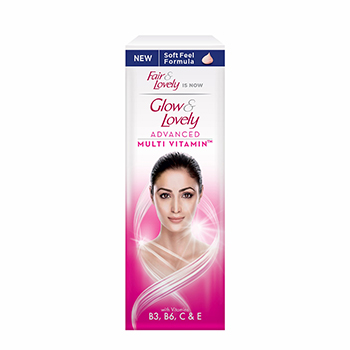 NEW
Soft Feel
Formula
Fair &
Lovely IS NOW
Glow &
Lovely
ADVANCED
MULTI VITAMIN™
with Vitamins
B3, B6, C & E